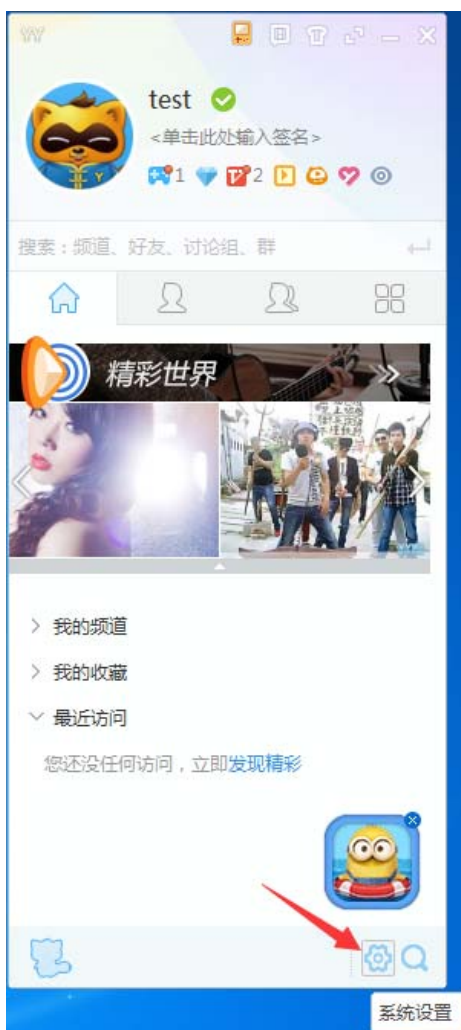 YY
test
<单击此处输入签名>
1
2
搜索：频道、好友、讨论组、群
精彩世界
我的频道
我的收藏
最近访问
您还没任何访问，立即发现精彩
系统设置